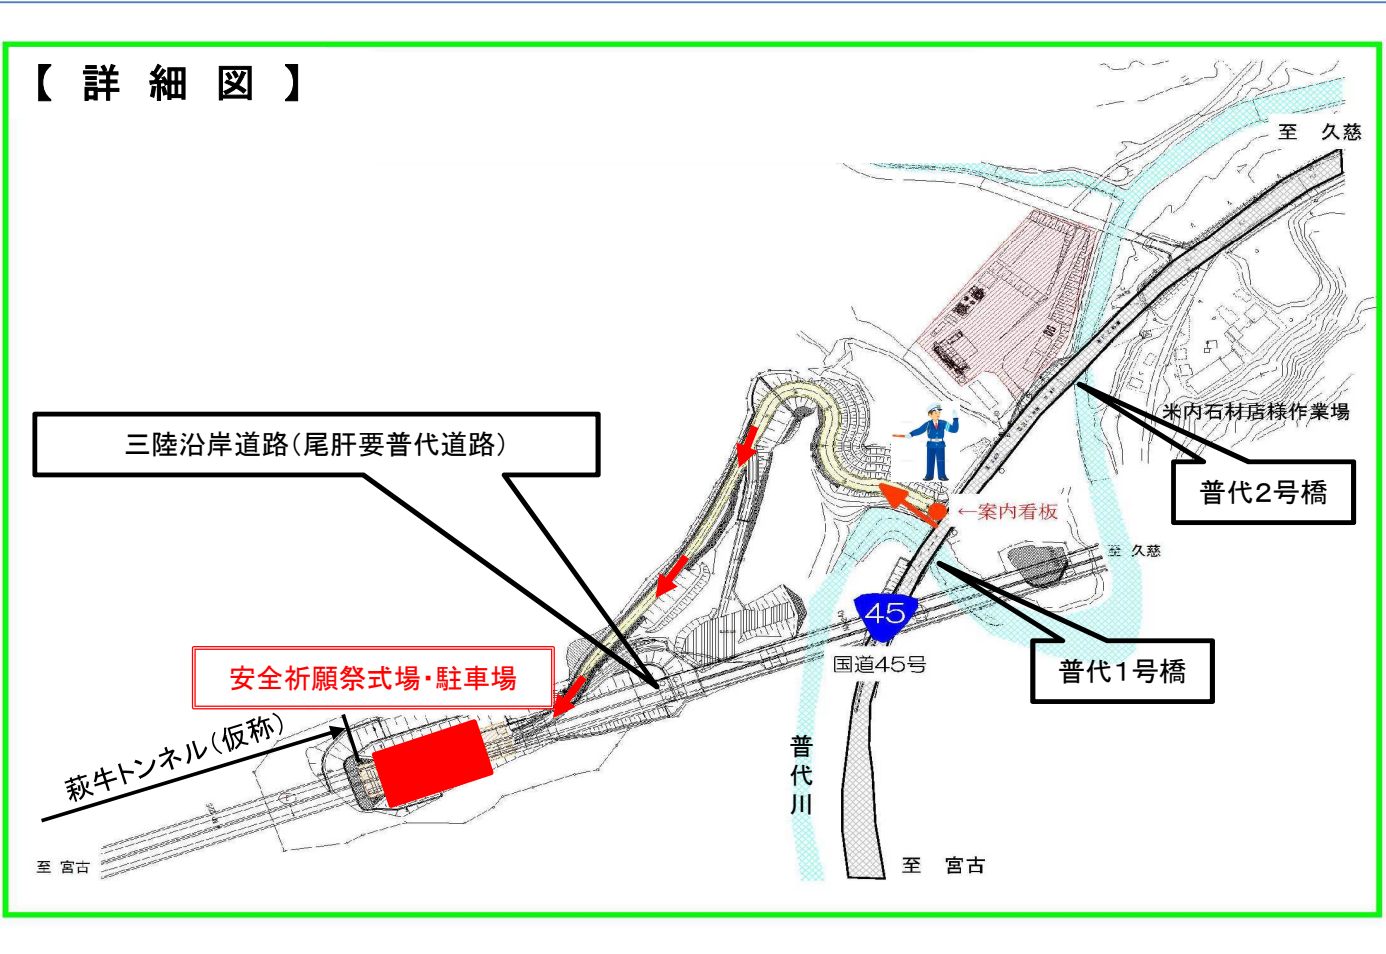 【 詳 細 図 】
至 久慈
米内石材店様作業場
三陸沿岸道路(尾肝要普代道路)
普代2号橋
←案内看板
至 久慈
45
国道45号
普代1号橋
安全祈願祭式場・駐車場
萩牛トンネル(仮称)
普代川
至 宮古
至 宮古